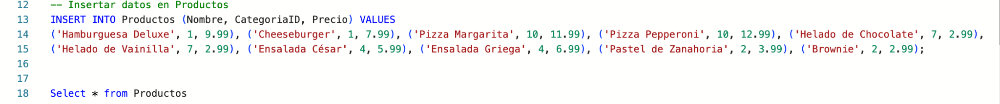 12 -- Insertar datos en Productos
13 INSERT INTO Productos (Nombre, CategoriaID, Precio) VALUES
14 ('Hamburguesa Deluxe', 1, 9.99), ('Cheeseburger', 1, 7.99), ('Pizza Margarita', 10, 11.99), ('Pizza Pepperoni', 10, 12.99), ('Helado de Chocolate', 7, 2.99),
15 ('Helado de Vainilla', 7, 2.99), ('Ensalada César', 4, 5.99), ('Ensalada Griega', 4, 6.99), ('Pastel de Zanahoria', 2, 3.99), ('Brownie', 2, 2.99);
16
17
18 Select * from Productos